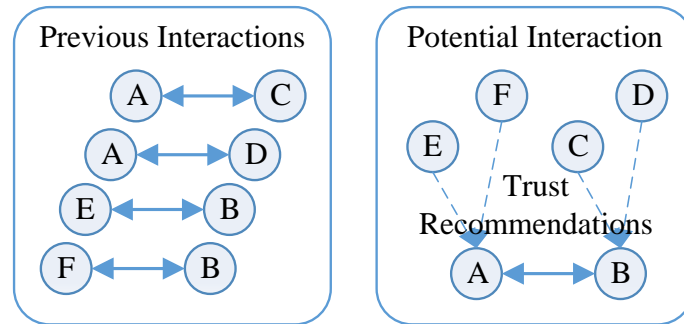 Previous Interactions
A C
A D
E B
F B
Potential Interaction
F D
E C
Trust
Recommendations
A B